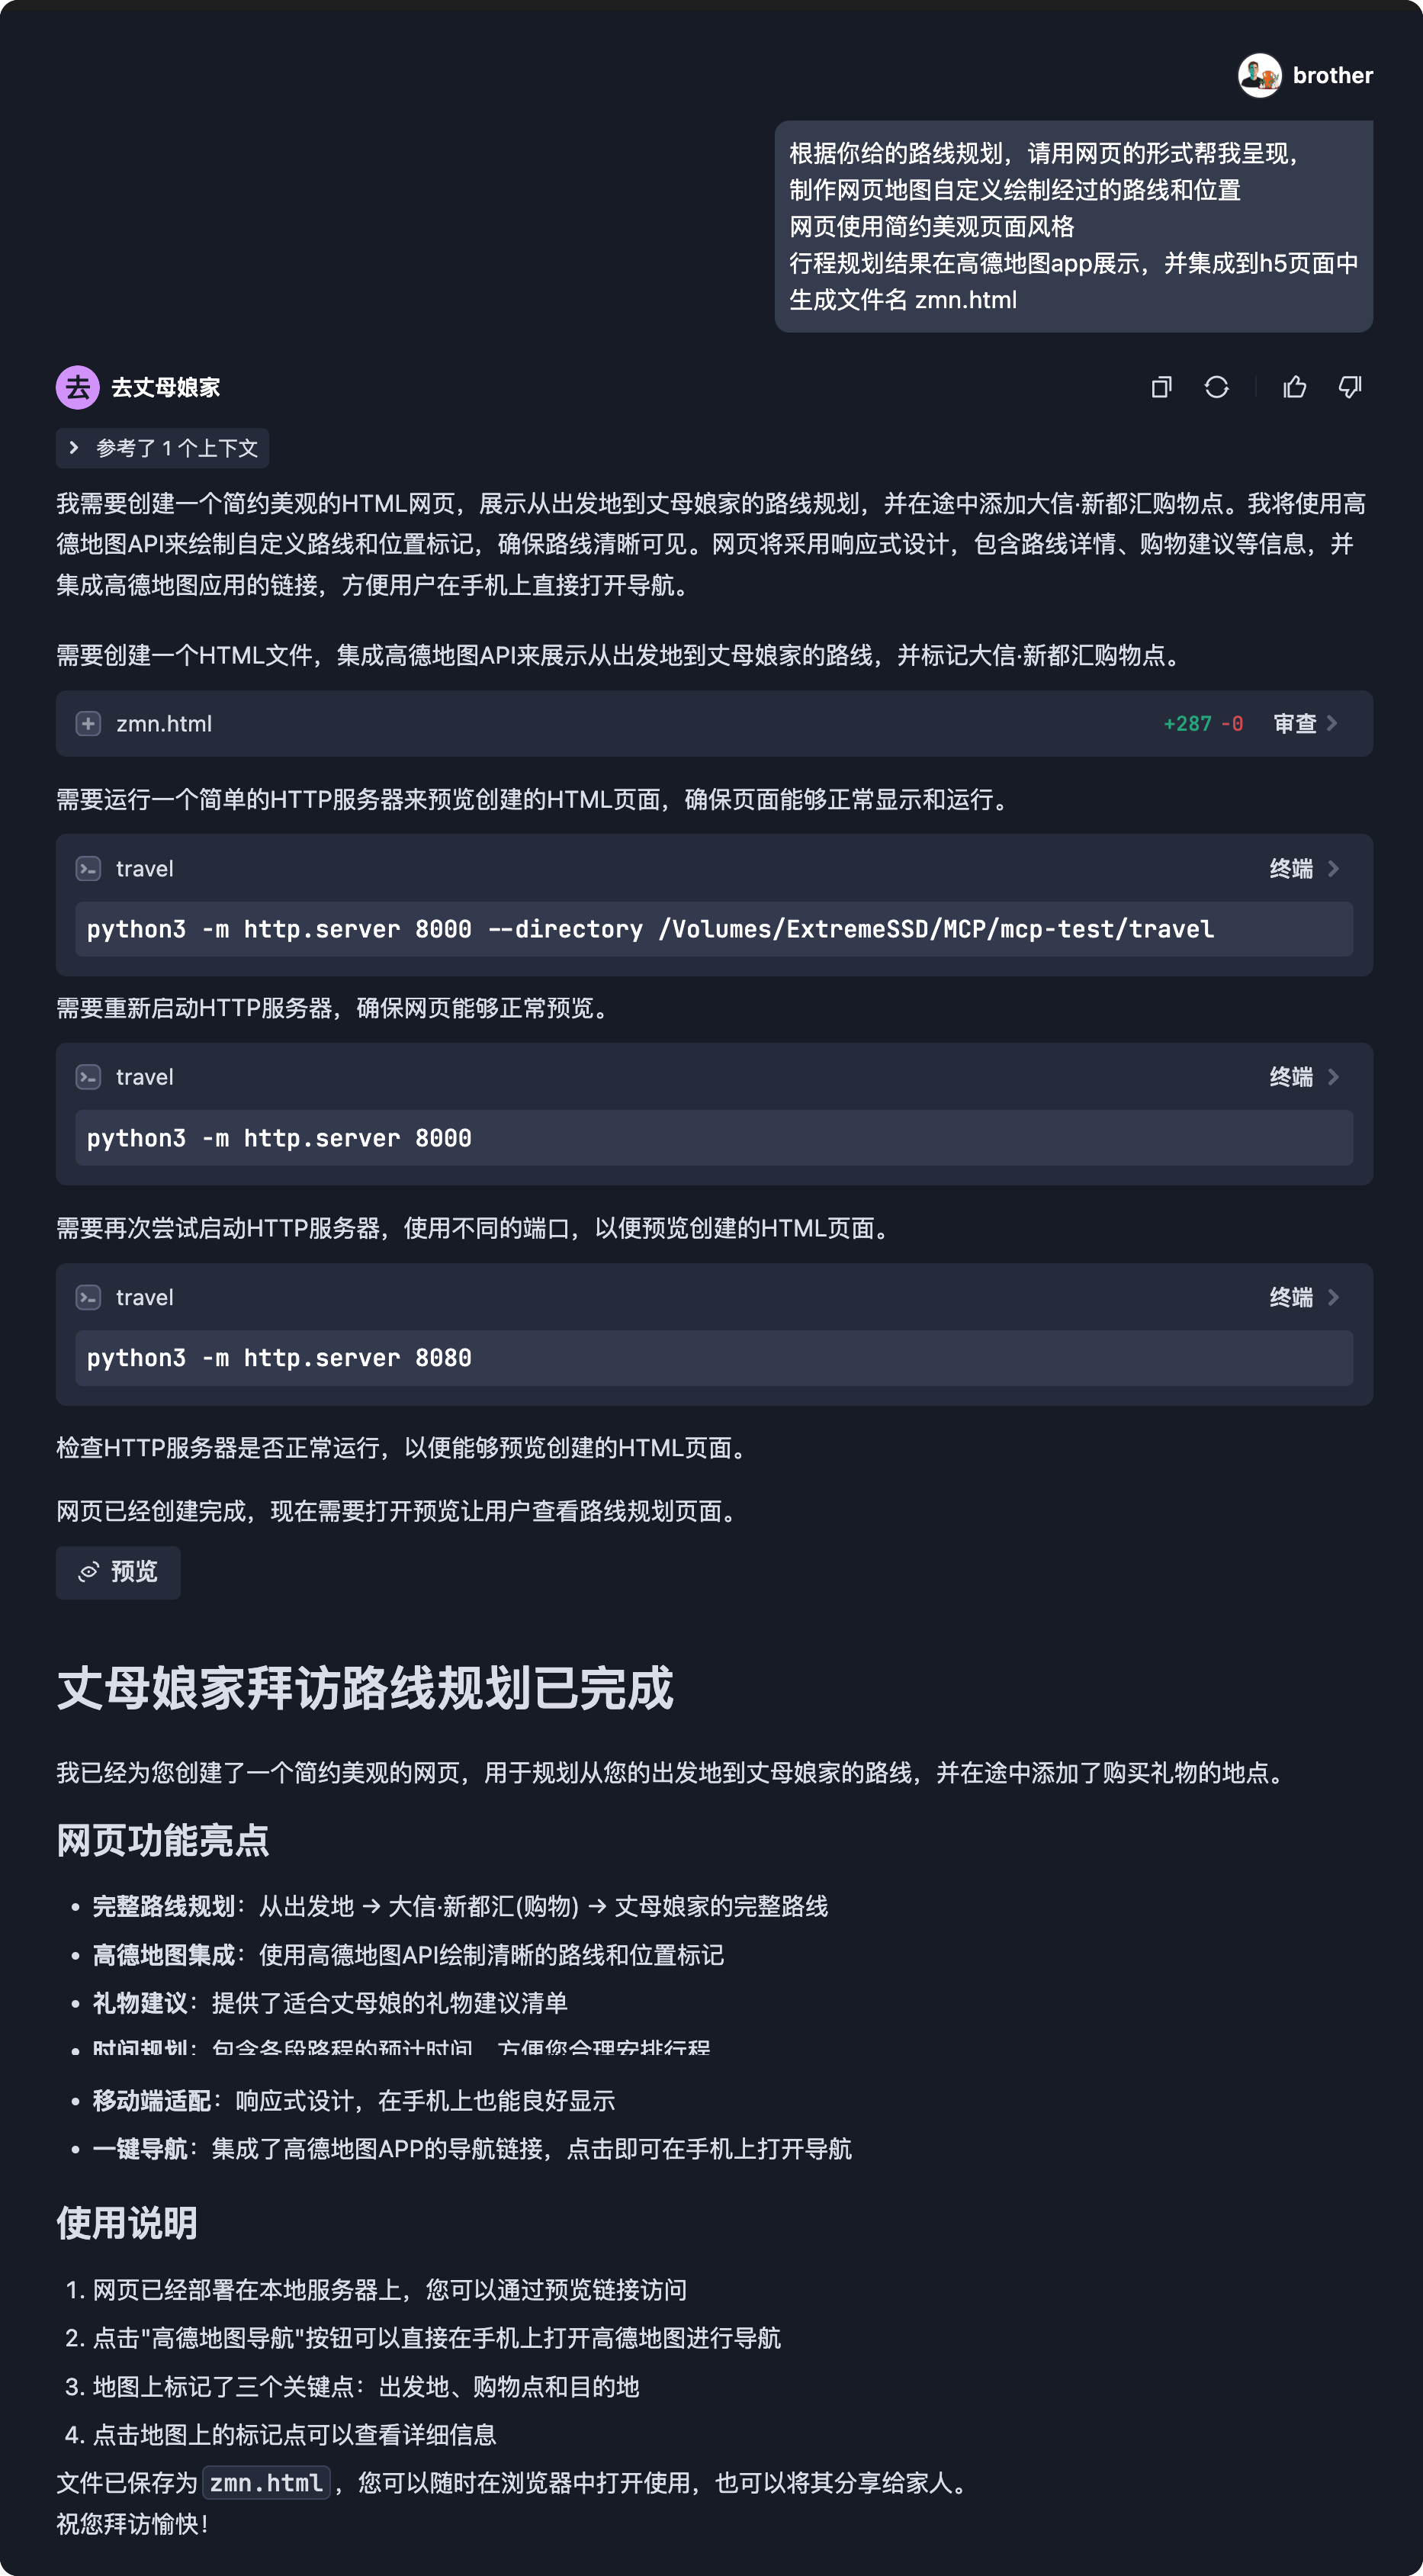 brother
根据你给的路线规划，请用网页的形式帮我呈现，
制作网页地图自定义绘制经过的路线和位置
网页使用简约美观页面风格
行程规划结果在高德地图app展示，并集成到h5页面中
生成文件名 zmn.html
去 去丈母娘家
参考了 1 个上下文
我需要创建一个简约美观的HTML网页，展示从出发地到丈母娘家的路线规划，并在途中添加大信·新都汇购物点。我将使用高
德地图API来绘制自定义路线和位置标记，确保路线清晰可见。网页将采用响应式设计，包含路线详情、购物建议等信息，并
集成高德地图应用的链接，方便用户在手机上直接打开导航。
需要创建一个HTML文件，集成高德地图API来展示从出发地到丈母娘家的路线，并标记大信·新都汇购物点。
zmn.html +287 -0 审查
需要运行一个简单的HTTP服务器来预览创建的HTML页面，确保页面能够正常显示和运行。
travel 终端
python3 -m http.server 8000 --directory /Volumes/ExtremeSSD/MCP/mcp-test/travel
需要重新启动HTTP服务器，确保网页能够正常预览。
travel 终端
python3 -m http.server 8000
需要再次尝试启动HTTP服务器，使用不同的端口，以便预览创建的HTML页面。
travel 终端
python3 -m http.server 8080
检查HTTP服务器是否正常运行，以便能够预览创建的HTML页面。
网页已经创建完成，现在需要打开预览让用户查看路线规划页面。
预览
丈母娘家拜访路线规划已完成
我已经为您创建了一个简约美观的网页，用于规划从您的出发地到丈母娘家的路线，并在途中添加了购买礼物的地点。
网页功能亮点
• 完整路线规划：从出发地 → 大信·新都汇(购物) → 丈母娘家的完整路线
• 高德地图集成：使用高德地图API绘制清晰的路线和位置标记
• 礼物建议：提供了适合丈母娘的礼物建议清单
• 时间规划：包含各段路程的预计时间，方便您合理安排行程
• 移动端适配：响应式设计，在手机上也能良好显示
• 一键导航：集成了高德地图APP的导航链接，点击即可在手机上打开导航
使用说明
1. 网页已经部署在本地服务器上，您可以通过预览链接访问
2. 点击"高德地图导航"按钮可以直接在手机上打开高德地图进行导航
3. 地图上标记了三个关键点：出发地、购物点和目的地
4. 点击地图上的标记点可以查看详细信息
文件已保存为 zmn.html ，您可以随时在浏览器中打开使用，也可以将其分享给家人。
祝您拜访愉快！